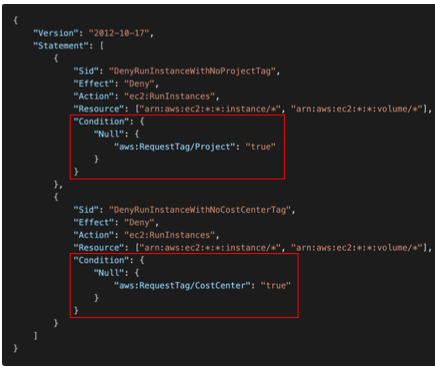 {
    "Version": "2012-10-17",
    "Statement": [
        {
            "Sid": "DenyRunInstanceWithNoProjectTag",
            "Effect": "Deny",
            "Action": "ec2:RunInstances",
            "Resource": ["arn:aws:ec2:*:*:instance/*", "arn:aws:ec2:*:*:volume/*"],
            "Condition": {
                "Null": {
                    "aws:RequestTag/Project": "true"
                }
            }
        },
        {
            "Sid": "DenyRunInstanceWithNoCostCenterTag",
            "Effect": "Deny",
            "Action": "ec2:RunInstances",
            "Resource": ["arn:aws:ec2:*:*:instance/*", "arn:aws:ec2:*:*:volume/*"],
            "Condition": {
                "Null": {
                    "aws:RequestTag/CostCenter": "true"
                }
            }
        }
    ]
}